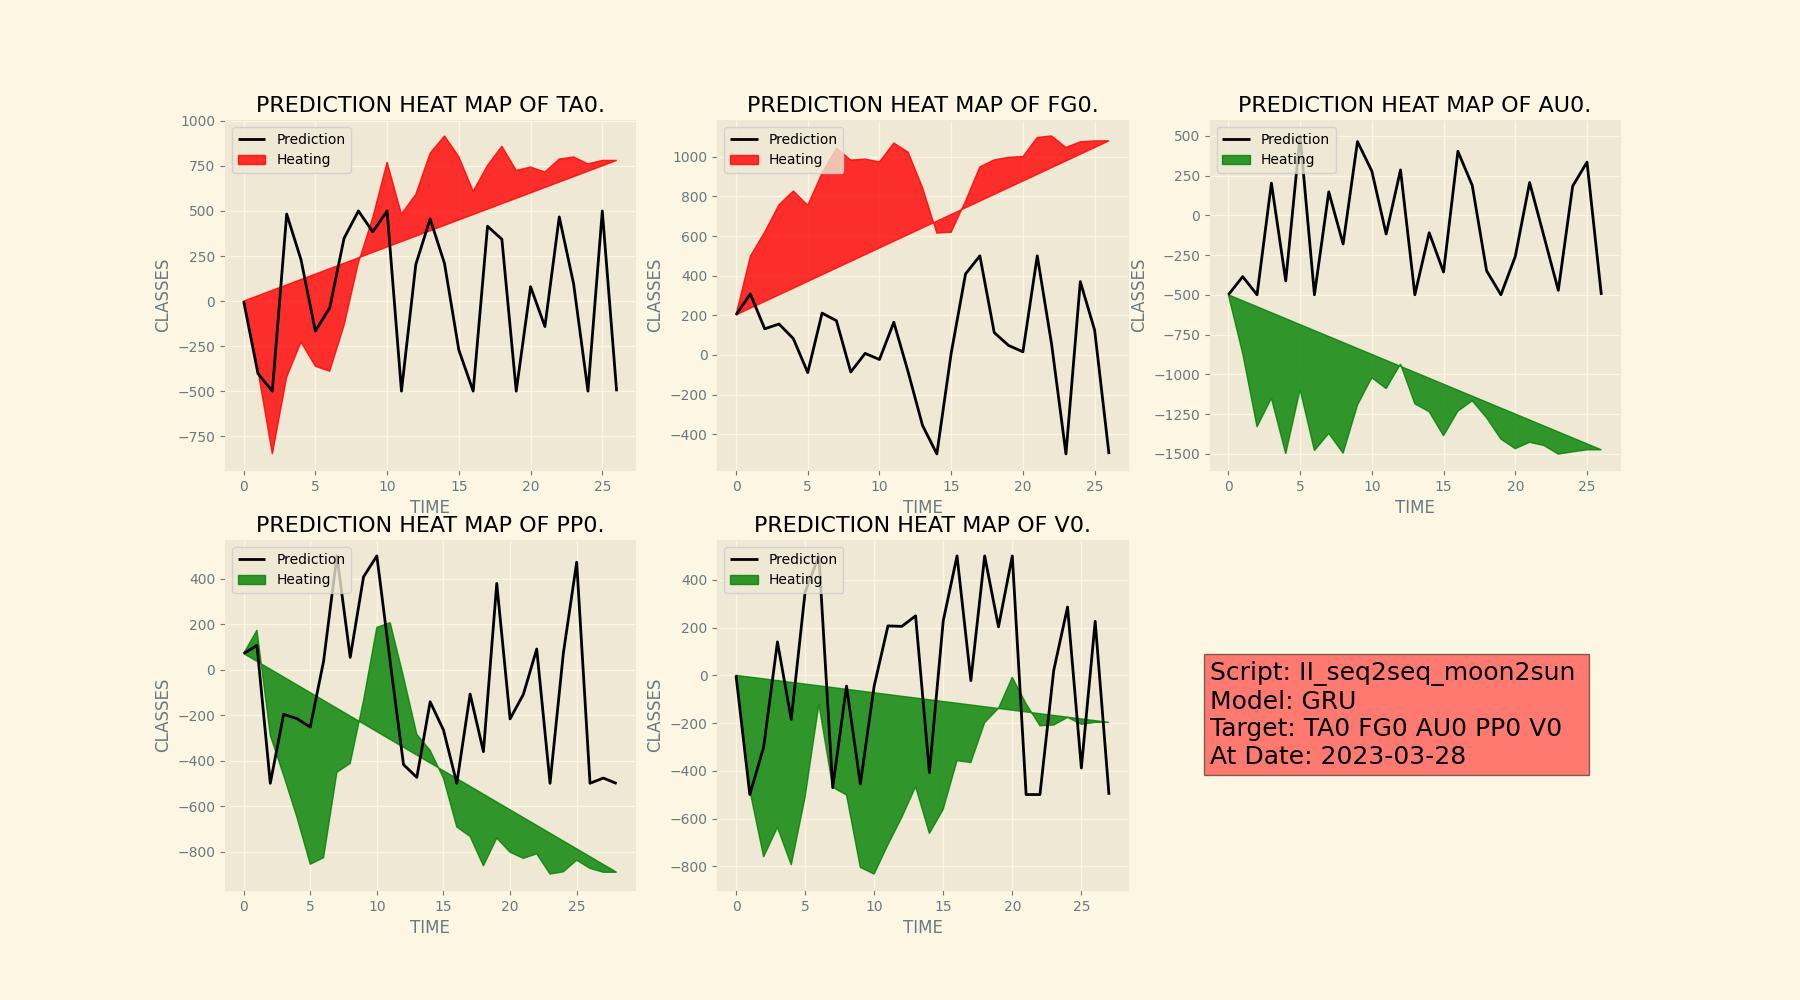 PREDICTION HEAT MAP OF TA0.
Prediction
Heating
CLASSES
1000
750
500
250
0
−250
−500
−750
0 5 10 15 20 25
TIME
PREDICTION HEAT MAP OF FG0.
Prediction
Heating
CLASSES
1000
800
600
400
200
0
−200
−400
0 5 10 15 20 25
TIME
PREDICTION HEAT MAP OF AU0.
Prediction
Heating
CLASSES
500
250
0
−250
−500
−750
−1000
−1250
−1500
0 5 10 15 20 25
TIME
PREDICTION HEAT MAP OF PP0.
Prediction
Heating
CLASSES
400
200
0
−200
−400
−600
−800
0 5 10 15 20 25
TIME
PREDICTION HEAT MAP OF V0.
Prediction
Heating
CLASSES
400
200
0
−200
−400
−600
−800
0 5 10 15 20 25
TIME
Script: II_seq2seq_moon2sun
Model: GRU
Target: TA0 FG0 AU0 PP0 V0
At Date: 2023-03-28